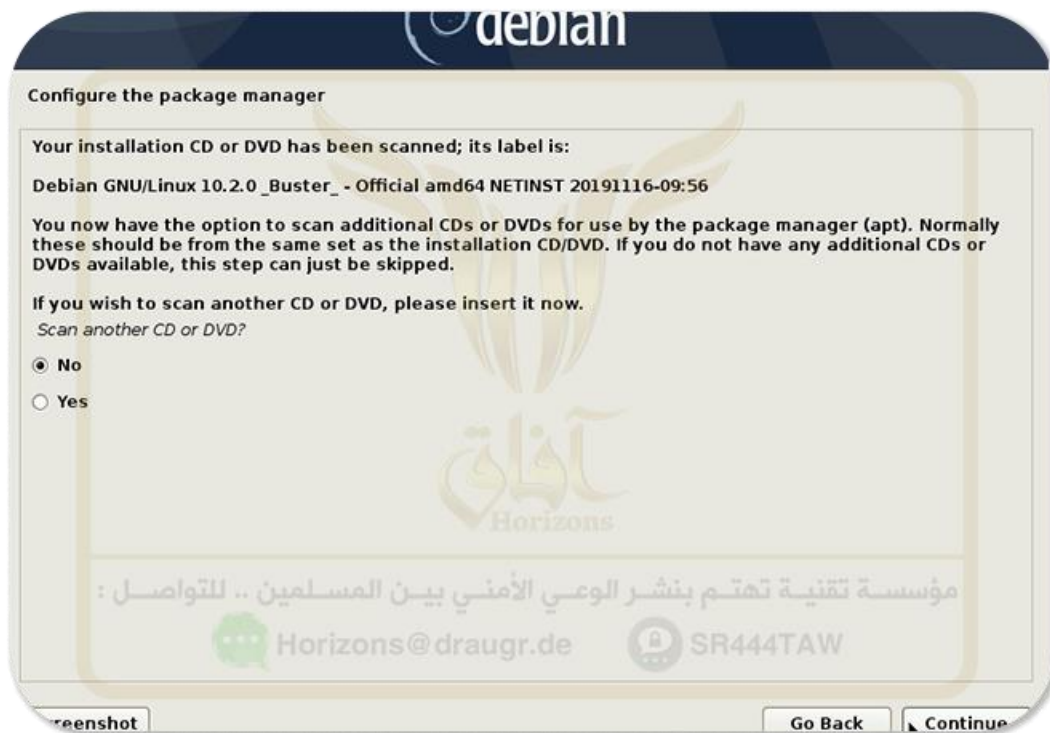 debian
Configure the package manager
Your installation CD or DVD has been scanned; its label is:
Debian GNU/Linux 10.2.0 _Buster_ - Official amd64 NETINST 20191116-09:56
You now have the option to scan additional CDs or DVDs for use by the package manager (apt). Normally
these should be from the same set as the installation CD/DVD. If you do not have any additional CDs or
DVDs available, this step can just be skipped.
If you wish to scan another CD or DVD, please insert it now.
Scan another CD or DVD?
No
Yes
آفاق
Horizons
مؤسسة تقنية تهتم بنشر الوعي الأمني بين المسلمين .. للتواصل :
Horizons@draugr.de SR444TAW
reenshot Go Back Continue